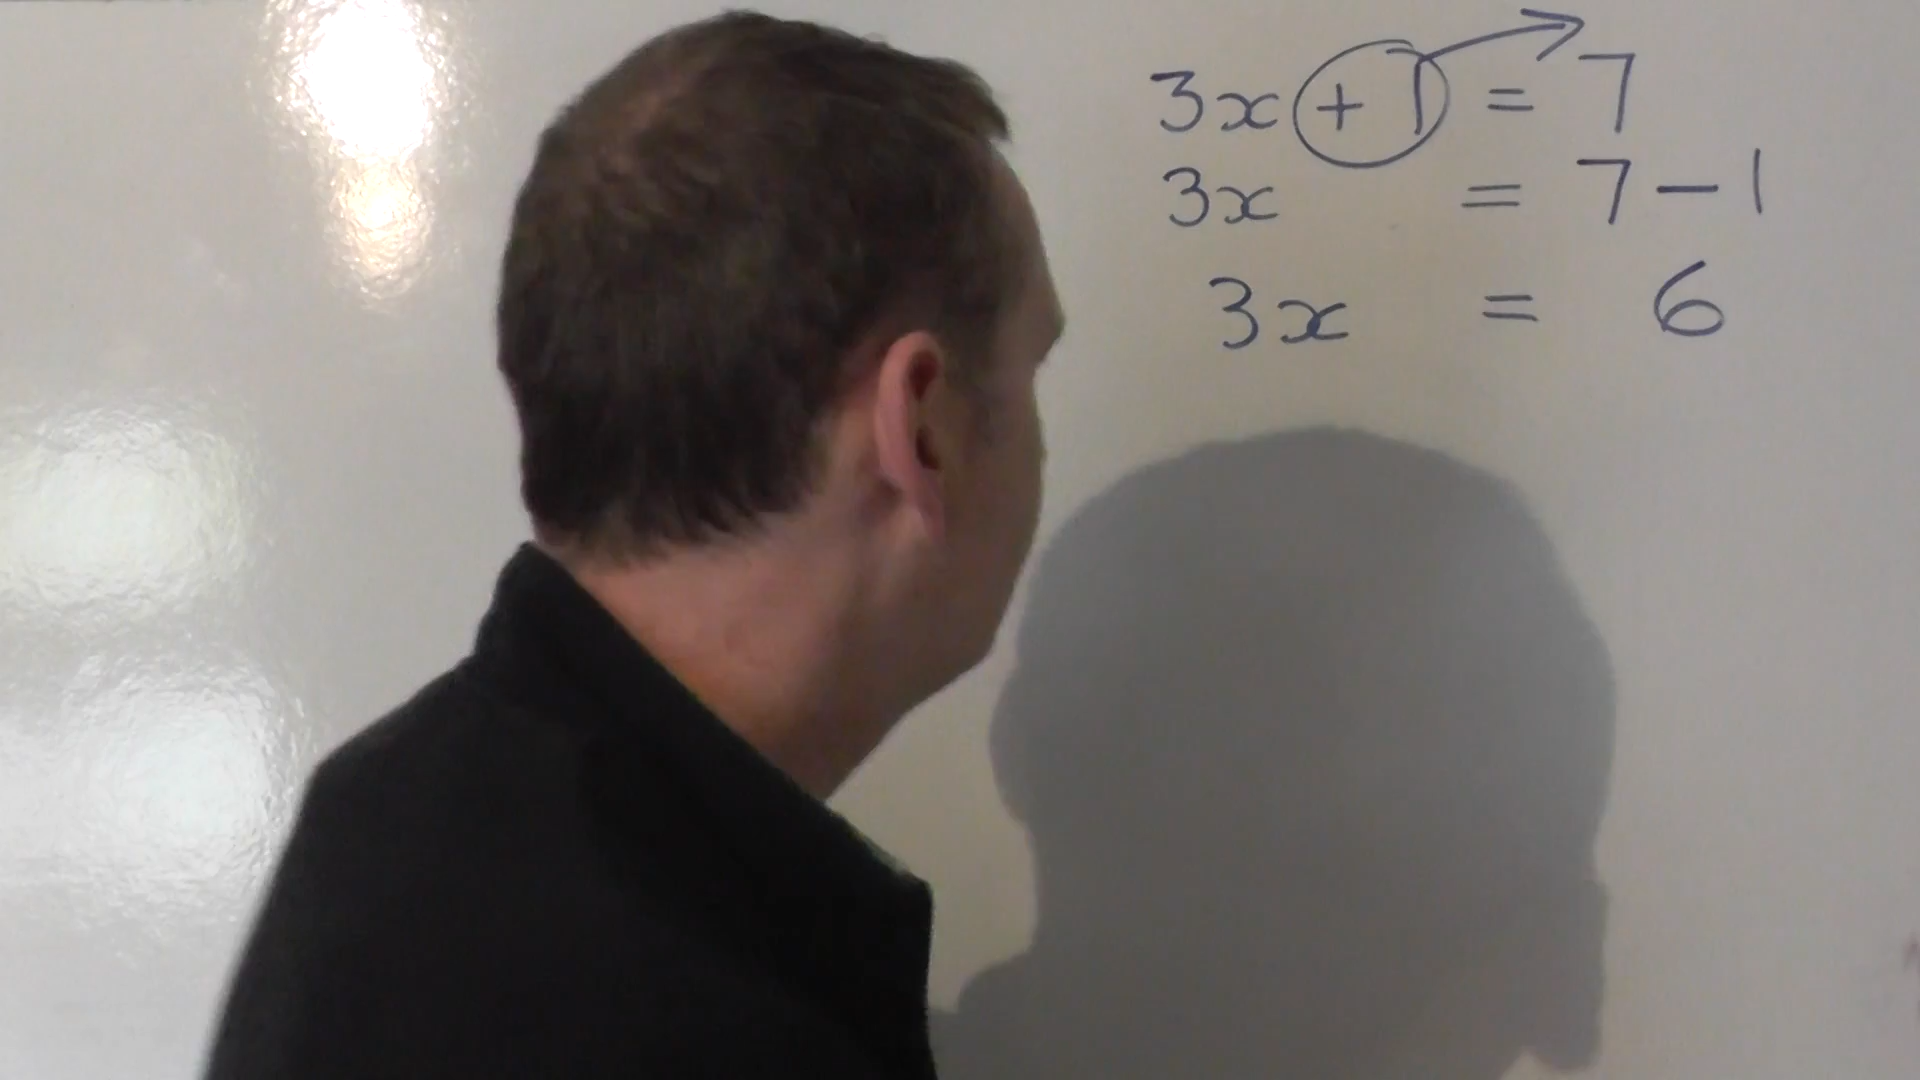 3x + 1 = 7
3x = 7 - 1
3x = 6